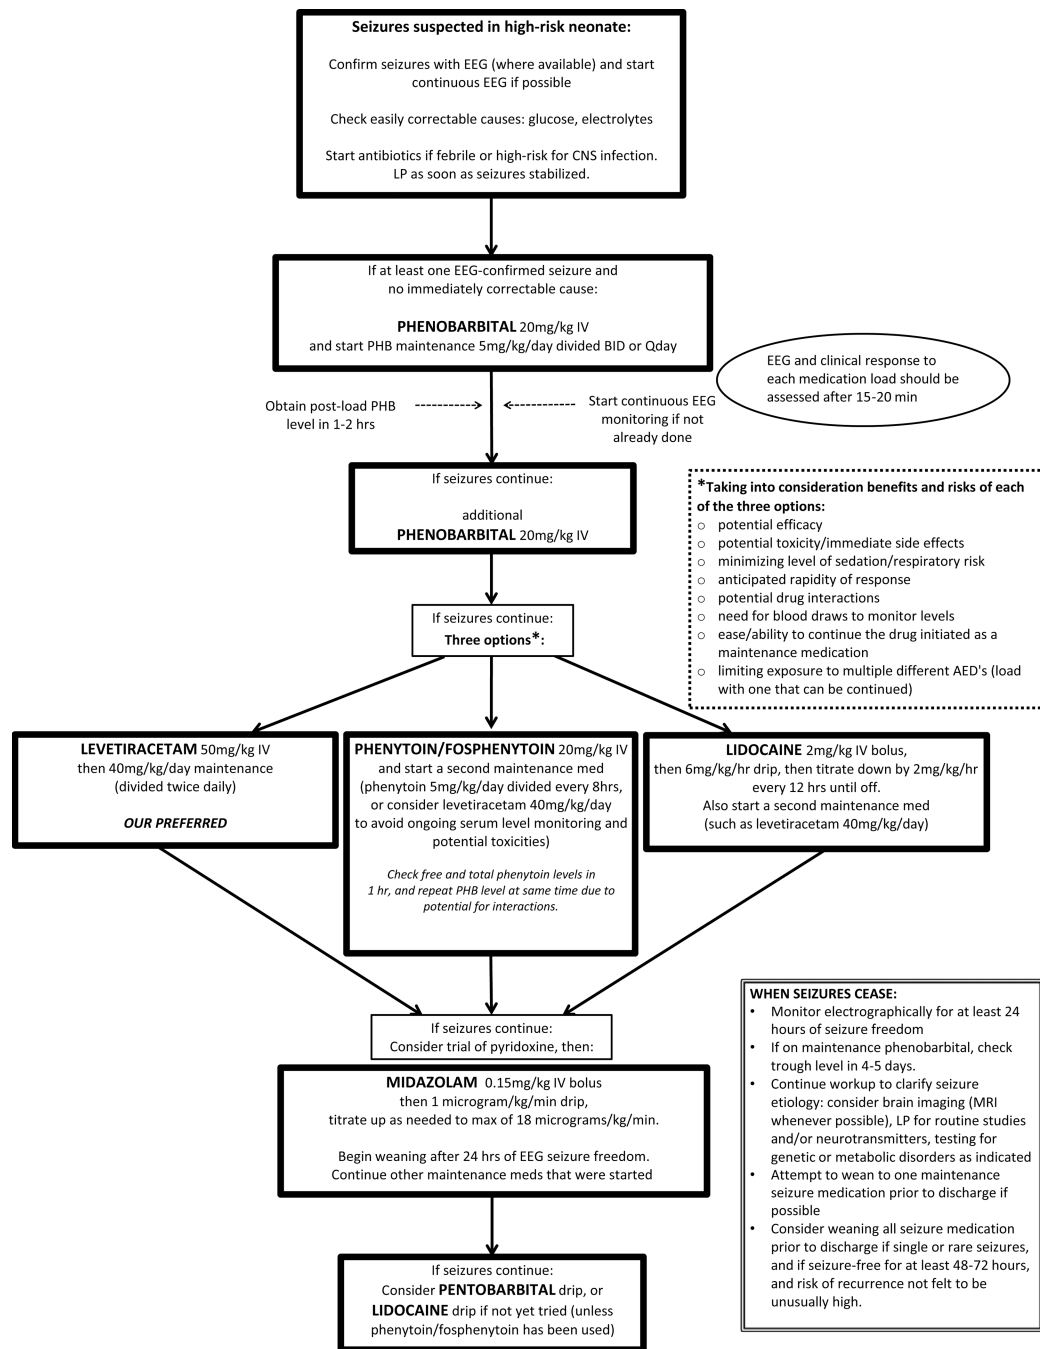 Seizures suspected in high-risk neonate:
Confirm seizures with EEG (where available) and start
continuous EEG if possible
Check easily correctable causes: glucose, electrolytes
Start antibiotics if febrile or high-risk for CNS infection.
LP as soon as seizures stabilized.
If at least one EEG-confirmed seizure and
no immediately correctable cause:
PHENOBARBITAL 20mg/kg IV
and start PHB maintenance 5mg/kg/day divided BID or Qday
EEG and clinical response to
each medication load should be
assessed after 15-20 min
Obtain post-load PHB
level in 1-2 hrs
Start continuous EEG
monitoring if not
already done
If seizures continue:
additional
PHENOBARBITAL 20mg/kg IV
*Taking into consideration benefits and risks of each
of the three options:
o potential efficacy
o potential toxicity/immediate side effects
o minimizing level of sedation/respiratory risk
o anticipated rapidity of response
o potential drug interactions
o need for blood draws to monitor levels
o ease/ability to continue the drug initiated as a
maintenance medication
o limiting exposure to multiple different AED's (load
with one that can be continued)
If seizures continue:
Three options*:
LEVETIRACETAM 50mg/kg IV
then 40mg/kg/day maintenance
(divided twice daily)
OUR PREFERRED
PHENYTOIN/FOSPHENYTOIN 20mg/kg IV
and start a second maintenance med
(phenytoin 5mg/kg/day divided every 8hrs,
or consider levetiracetam 40mg/kg/day
to avoid ongoing serum level monitoring and
potential toxicities)
Check free and total phenytoin levels in
1 hr, and repeat PHB level at same time due to
potential for interactions.
LIDOCAINE 2mg/kg IV bolus,
then 6mg/kg/hr drip, then titrate down by 2mg/kg/hr
every 12 hrs until off.
Also start a second maintenance med
(such as levetiracetam 40mg/kg/day)
If seizures continue:
Consider trial of pyridoxine, then:
MIDAZOLAM 0.15mg/kg IV bolus
then 1 microgram/kg/min drip,
titrate up as needed to max of 18 micrograms/kg/min.
Begin weaning after 24 hrs of EEG seizure freedom.
Continue other maintenance meds that were started
If seizures continue:
Consider PENTOBARBITAL drip, or
LIDOCAINE drip if not yet tried (unless
phenytoin/fosphenytoin has been used)
WHEN SEIZURES CEASE:
• Monitor electrographically for at least 24
hours of seizure freedom
• If on maintenance phenobarbital, check
trough level in 4-5 days.
• Continue workup to clarify seizure
etiology: consider brain imaging (MRI
whenever possible), LP for routine studies
and/or neurotransmitters, testing for
genetic or metabolic disorders as indicated
• Attempt to wean to one maintenance
seizure medication prior to discharge if
possible
• Consider weaning all seizure medication
prior to discharge if single or rare seizures,
and if seizure-free for at least 48-72 hours,
and risk of recurrence not felt to be
unusually high.